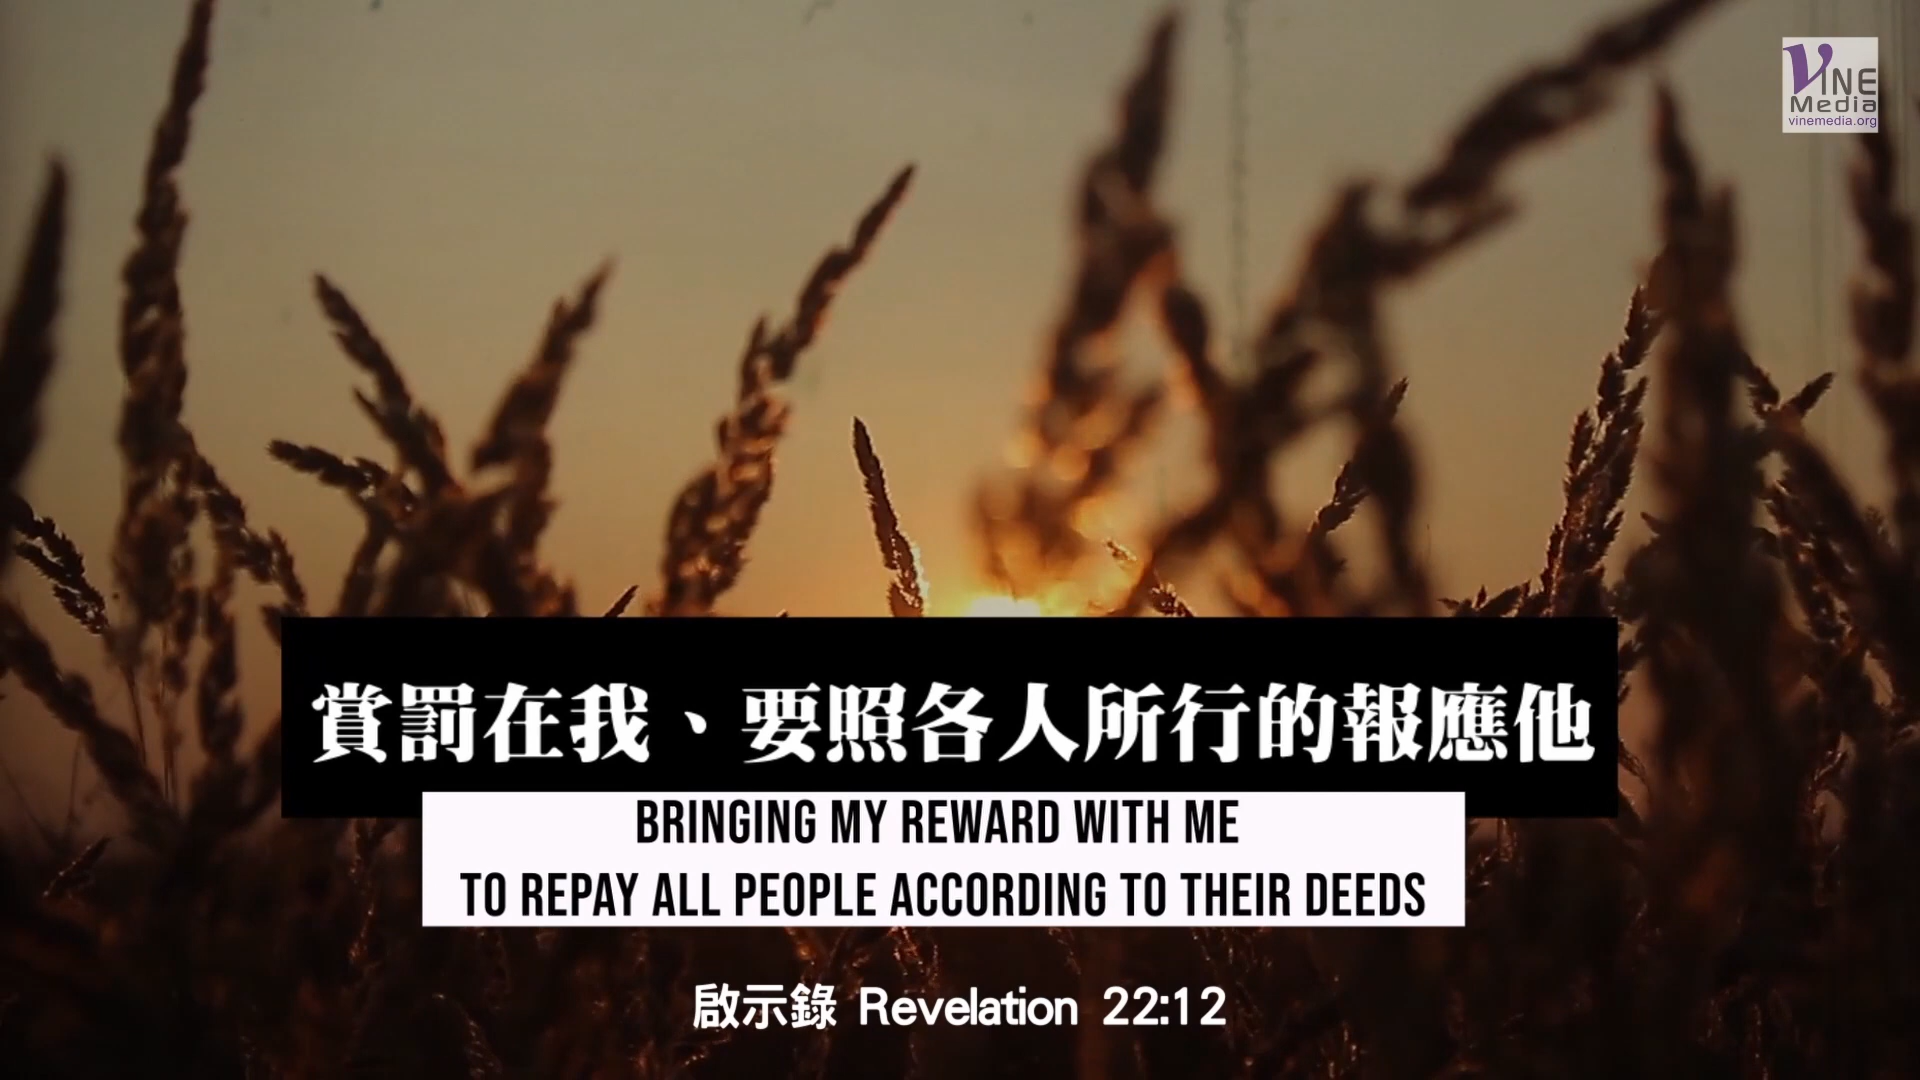 VINE
Media
vinemedia.org
賞罰在我、要照各人所行的報應他
BRINGING MY REWARD WITH ME
TO REPAY ALL PEOPLE ACCORDING TO THEIR DEEDS
啟示錄 Revelation 22:12